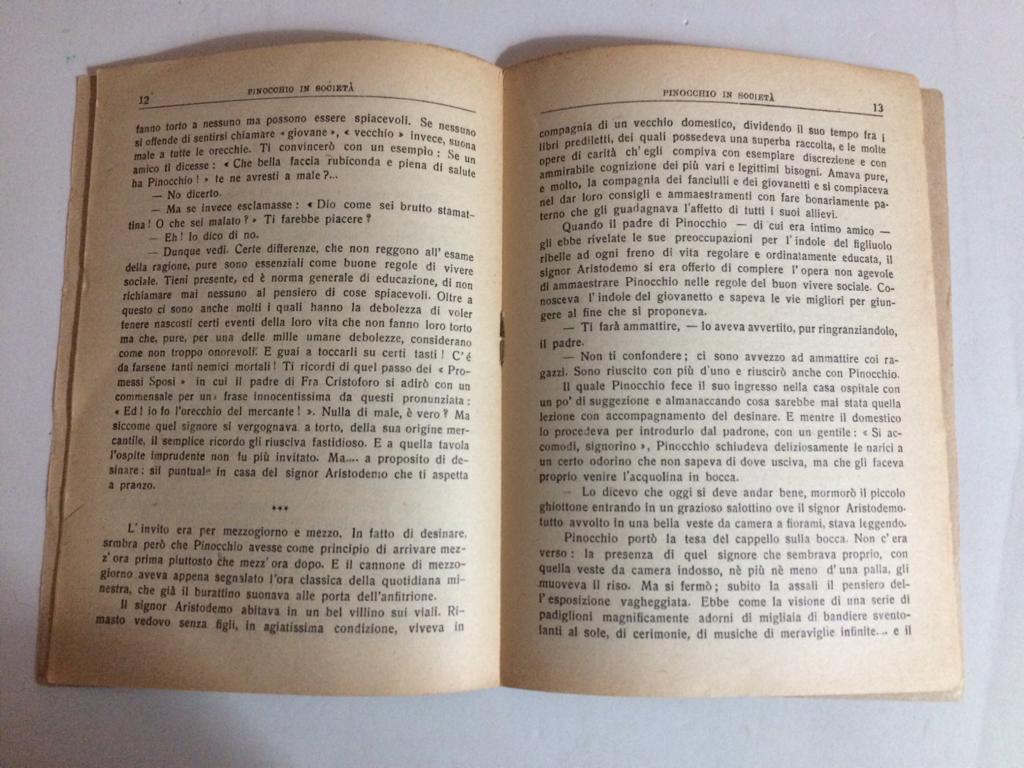 12
PINOCCHIO IN SOCIETÀ
fanno torto a nessuno ma possono essere spiacevoli. Se nessuno
si offende di sentirsi chiamare « giovane », « vecchio » invece, suona
male a tutte le orecchie. Ti convincerò con un esempio: Se un
amico ti dicesse: « Che bella faccia rubiconda e piena di salute
ha Pinocchio! » te ne avresti a male?...
— No dicerto.
— Ma se invece esclamasse: « Dio come sei brutto stamat-
tina! O che sei malato? » Ti farebbe piacere?
— Eh! lo dico di no.
— Dunque vedi. Certe differenze, che non reggono all'esame
della ragione, pure sono essenziali come buone regole di vivere
sociale. Tieni presente, ed è norma generale di educazione, di non
richiamare mai nessuno al pensiero di cose spiacevoli. Oltre a
questo ci sono anche molti i quali hanno la debolezza di voler
tenere nascosti certi eventi della loro vita che non fanno loro torto
ma che, pure, per una delle mille umane debolezze, considerano
come non troppo onorevoli. E guai a toccarli su certi tasti! C'é
da farsene tanti nemici mortali! Ti ricordi di quel passo dei « Pro-
messi Sposi » in cui il padre di Fra Cristoforo si adirò con un
commensale per una frase innocentissima da questi pronunziata:
« Ed! io fo l'orecchio del mercante! ». Nulla di male, è vero? Ma
siccome quel signore si vergognava a torto, della sua origine mer-
cantile, il semplice ricordo gli riusciva fastidioso. E a quella tavola
l'ospite imprudente non fu più invitato. Ma.... a proposito di de-
sinare: sii puntuale in casa del signor Aristodemo che ti aspetta
a pranzo.
***
L'invito era per mezzogiorno e mezzo. In fatto di desinare,
srmbra però che Pinocchio avesse come principio di arrivare mez-
z'ora prima piuttosto che mezz'ora dopo. E il cannone di mezzo-
giorno aveva appena segnalato l'ora classica della quotidiana mi-
nestra, che già il burattino suonava alle porta dell'anfitrione.
Il signor Aristodemo abitava in un bel villino sui viali. Ri-
masto vedovo senza figli, in agiatissima condizione, viveva in
PINOCCHIO IN SOCIETÀ
13
compagnia di un vecchio domestico, dividendo il suo tempo fra i
libri prediletti, dei quali possedeva una superba raccolta, e le molte
opere di carità ch'egli compiva con esemplare discrezione e con
ammirabile cognizione dei più vari e legittimi bisogni. Amava pure,
e molto, la compagnia dei fanciulli e dei giovanetti e si compiaceva
nel dar loro consigli e ammaestramenti con fare bonariamente pa-
terno che gli guadagnava l'affetto di tutti i suoi allievi.
Quando il padre di Pinocchio — di cui era intimo amico —
gli ebbe rivelate le sue preoccupazioni per l'indole del figliuolo
ribelle ad ogni freno di vita regolare e ordinatamente educata, il
signor Aristodemo si era offerto di compiere l'opera non agevole
di ammaestrare Pinocchio nelle regole del buon vivere sociale. Co-
nosceva l'indole del giovanetto e sapeva le vie migliori per giun-
gere al fine che si proponeva.
— Ti farà ammattire, — lo aveva avvertito, pur ringranziandolo,
il padre.
— Non ti confondere; ci sono avvezzo ad ammattire coi ra-
gazzi. Sono riuscito con più d'uno e riuscirò anche con Pinocchio.
Il quale Pinocchio fece il suo ingresso nella casa ospitale con
un po' di suggezione e almanaccando cosa sarebbe mai stata quella
lezione con accompagnamento del desinare. E mentre il domestico
lo procedeva per introdurlo dal padrone, con un gentile: « Si ac-
comodi, signorino », Pinocchio schiudeva deliziosamente le narici a
un certo odorino che non sapeva di dove usciva, ma che gli faceva
proprio venire l'acquolina in bocca.
— Lo dicevo che oggi si deve andar bene, mormorò il piccolo
ghiottone entrando in un grazioso salottino ove il signor Aristodemo.
tutto avvolto in una bella veste da camera a fiorami, stava leggendo.
Pinocchio portò la tesa del cappello sulla bocca. Non c'era
verso: la presenza di quel signore che sembrava proprio, con
quella veste da camera indosso, nè più nè meno d'una palla, gli
muoveva il riso. Ma si fermò; subito la assalì il pensiero del-
l'esposizione vagheggiata. Ebbe come la visione di una serie di
padiglioni magnificamente adorni di migliaia di bandiere svento-
lanti al sole, di cerimonie, di musiche di meraviglie infinite... e il